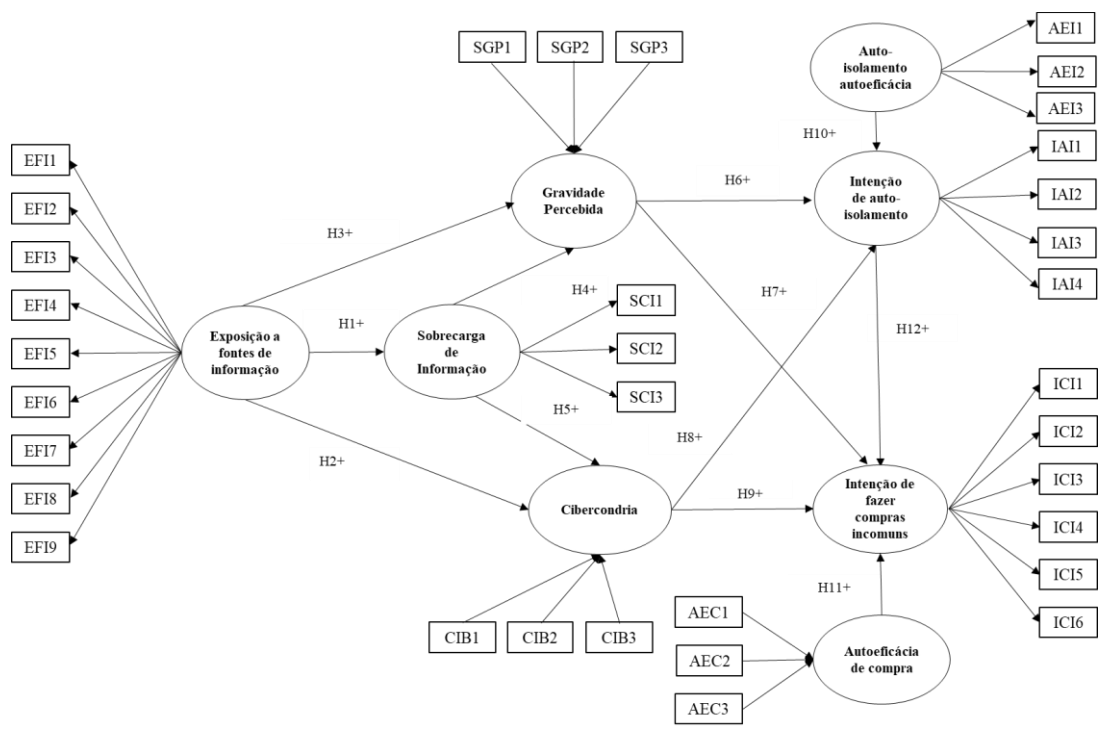 SGP1
SGP2
SGP3
Auto-
isolamento
autoeficácia
AEI1
AEI2
AEI3
H10+
EFI1
EFI2
EFI3
EFI4
EFI5
EFI6
EFI7
EFI8
EFI9
Gravidade
Percebida
H6+
Intenção
de auto-
isolamento
IAI1
IAI2
IAI3
IAI4
H3+
H4+
H7+
H12+
Exposição a
fontes de
informação
H1+
Sobrecarga
de
Informação
SCI1
SCI2
SCI3
H5+
H8+
H2+
Cibercondria
H9+
Intenção de
fazer
compras
incomuns
ICI1
ICI2
ICI3
ICI4
ICI5
ICI6
H11+
CIB1
CIB2
CIB3
AEC1
AEC2
AEC3
Autoeficácia
de compra